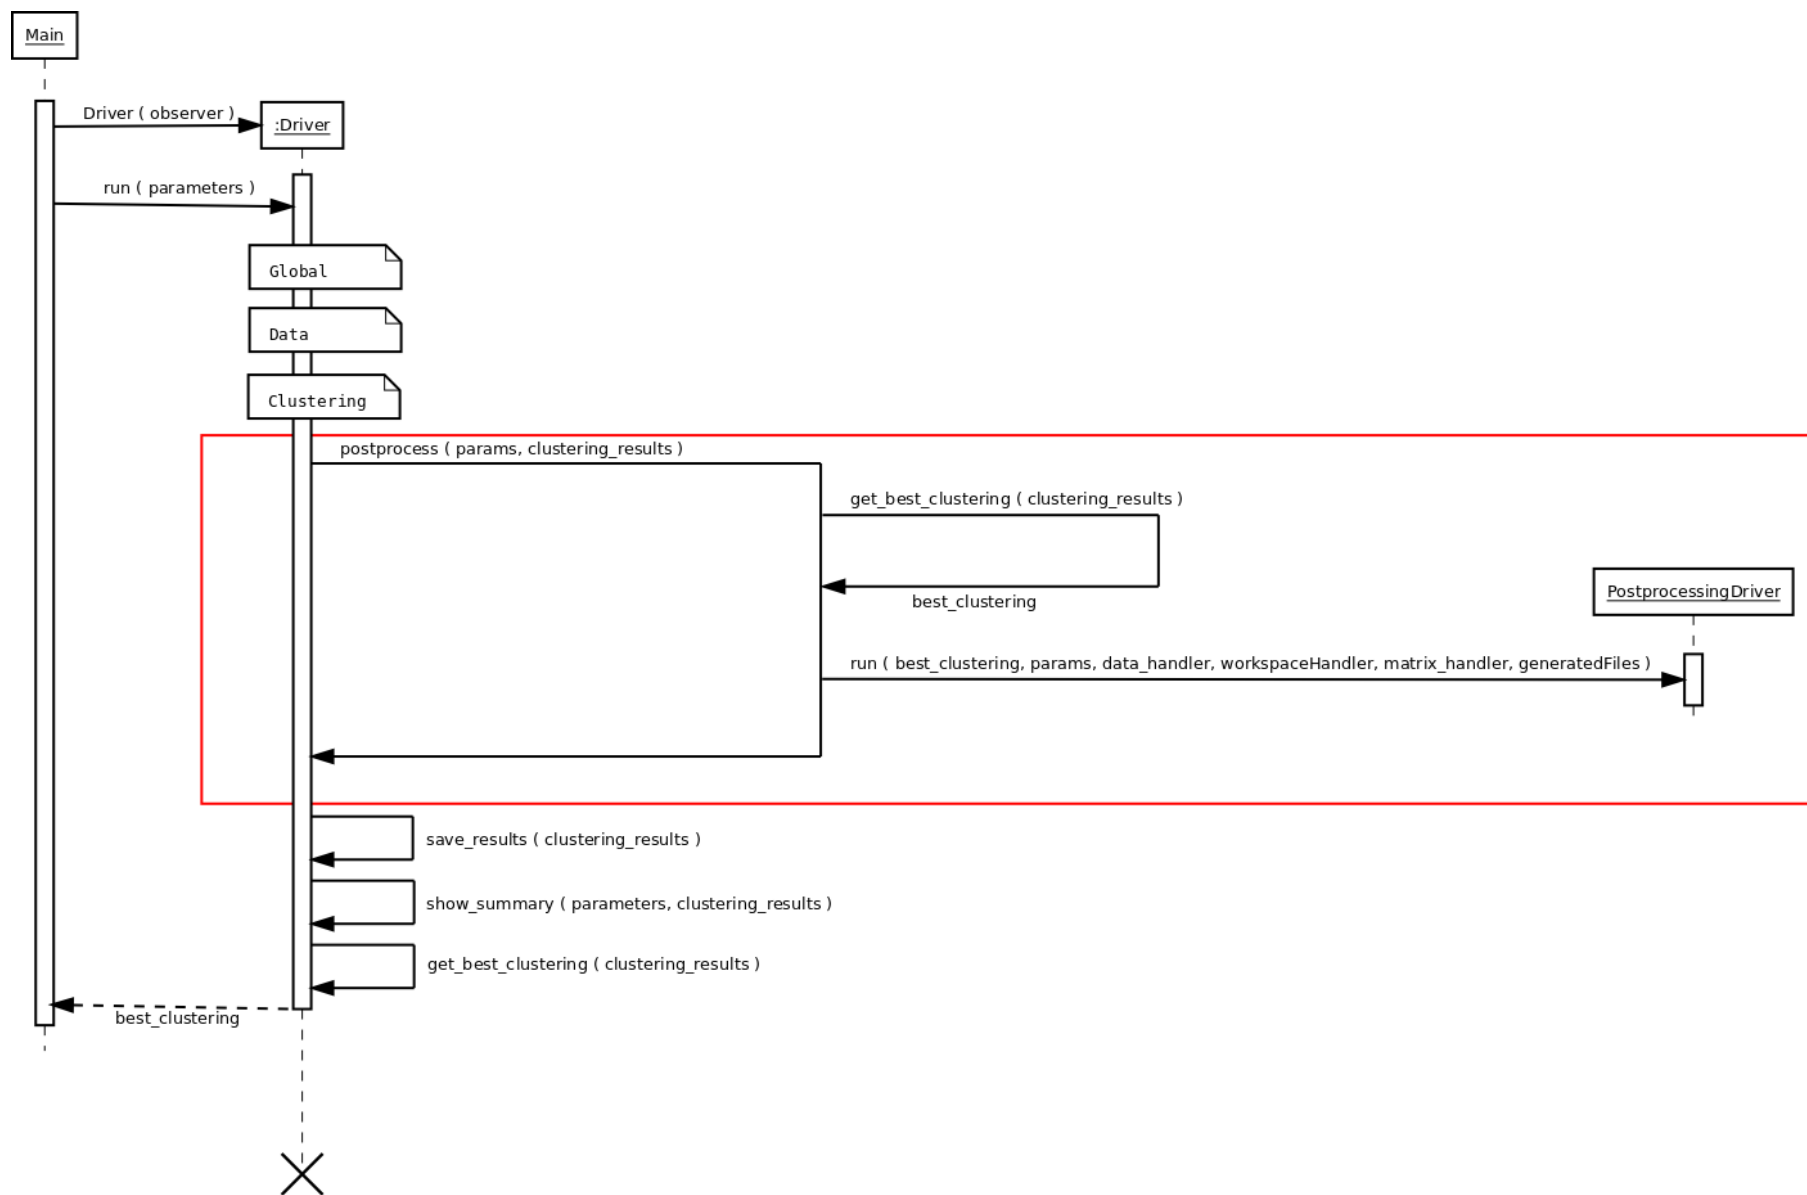 Main
Driver ( observer )
:Driver
run ( parameters )
Global
Data
Clustering
postprocess ( params, clustering_results )
get_best_clustering ( clustering_results )
best_clustering
PostprocessingDriver
run ( best_clustering, params, data_handler, workspaceHandler, matrix_handler, generatedFiles )
save_results ( clustering_results )
show_summary ( parameters, clustering_results )
get_best_clustering ( clustering_results )
best_clustering